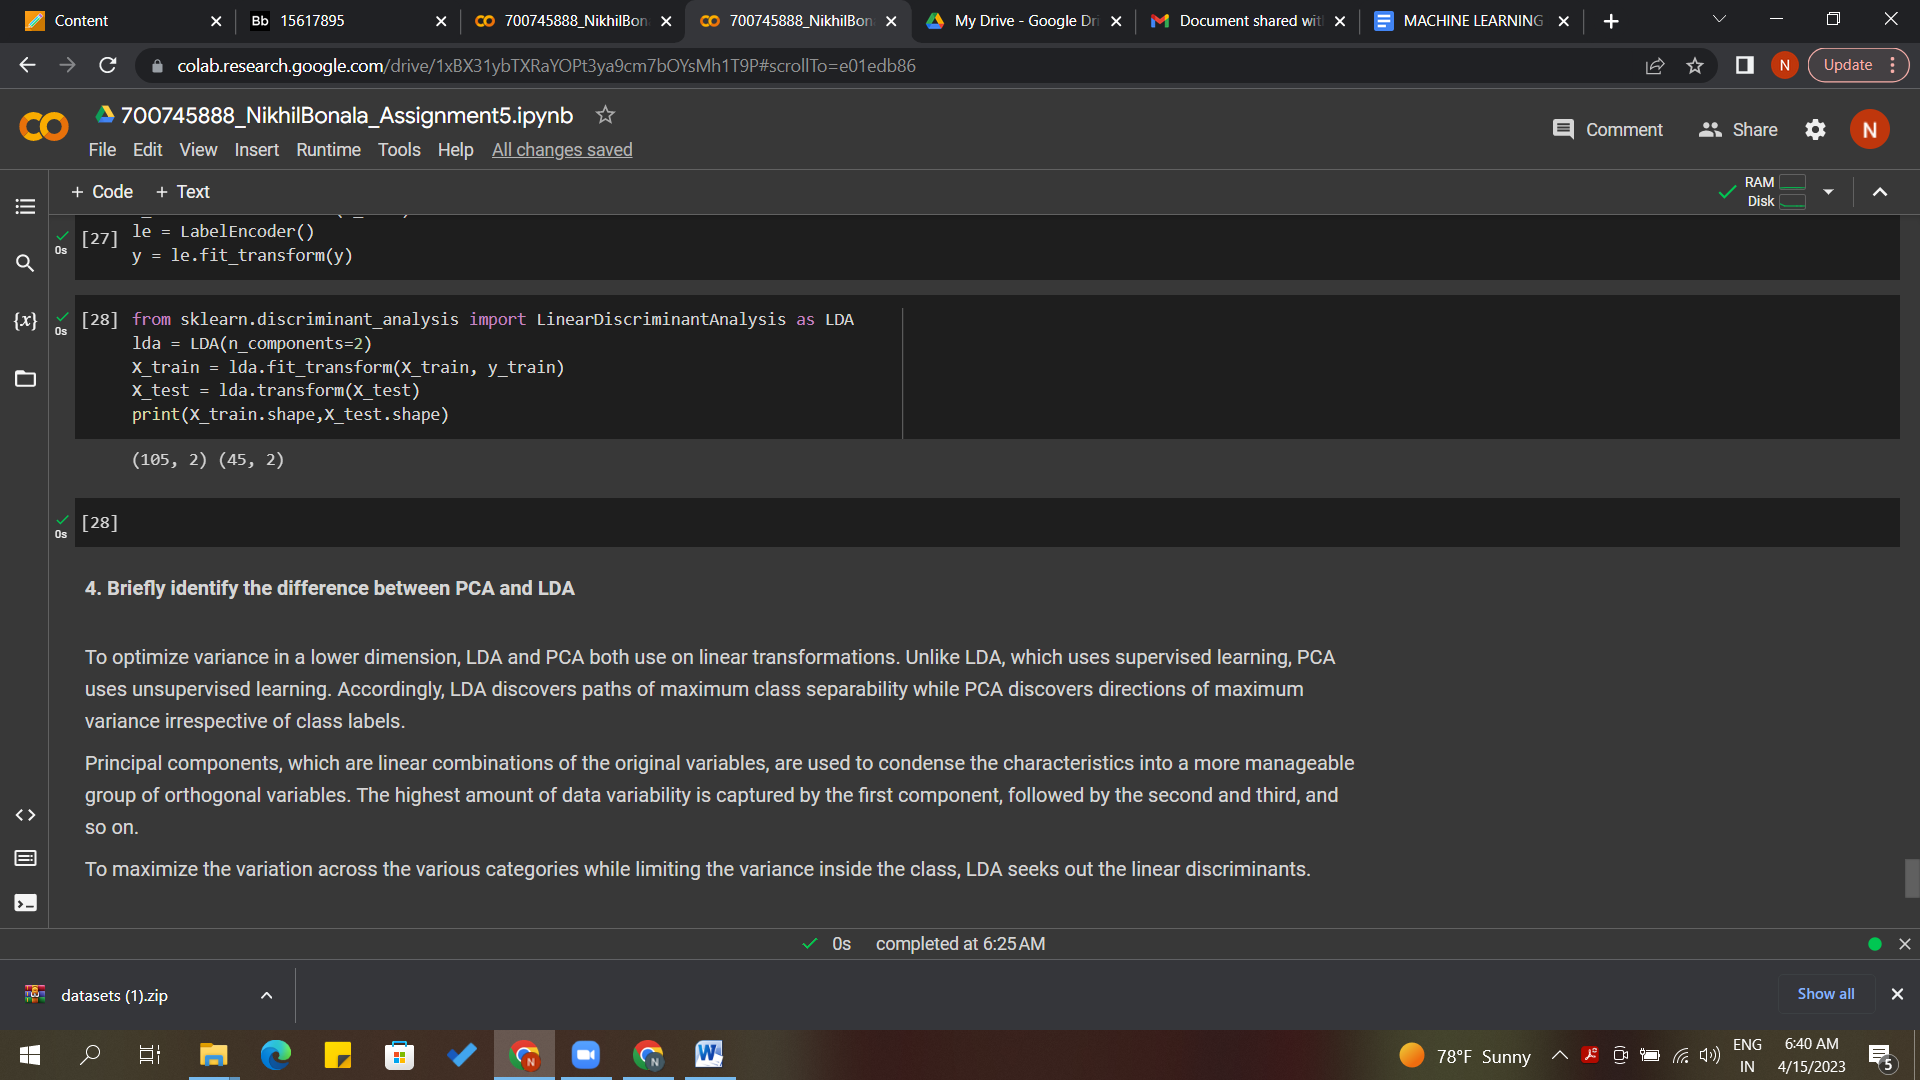 Content
Bb 15617895
700745888_NikhilBon
700745888_NikhilBon
My Drive - Google Dri
Document shared wit
MACHINE LEARNING
colab.research.google.com/drive/1xBX31ybTXRaYOPt3ya9cm7bOYsMh1T9P#scrollTo=e01edb86
N
Update
700745888_NikhilBonala_Assignment5.ipynb
Comment
Share
N
File Edit View Insert Runtime Tools Help All changes saved
+ Code + Text
RAM
Disk
[27] le = LabelEncoder()
0s
y = le.fit_transform(y)
{x}
[28] from sklearn.discriminant_analysis import LinearDiscriminantAnalysis as LDA
0s
lda = LDA(n_components=2)
X_train = lda.fit_transform(X_train, y_train)
X_test = lda.transform(X_test)
print(X_train.shape,X_test.shape)
(105, 2) (45, 2)
[28]
0s
4. Briefly identify the difference between PCA and LDA
To optimize variance in a lower dimension, LDA and PCA both use on linear transformations. Unlike LDA, which uses supervised learning, PCA
uses unsupervised learning. Accordingly, LDA discovers paths of maximum class separability while PCA discovers directions of maximum
variance irrespective of class labels.
Principal components, which are linear combinations of the original variables, are used to condense the characteristics into a more manageable
group of orthogonal variables. The highest amount of data variability is captured by the first component, followed by the second and third, and
so on.
To maximize the variation across the various categories while limiting the variance inside the class, LDA seeks out the linear discriminants.
0s completed at 6:25 AM
datasets (1).zip
Show all
78°F Sunny
ENG
IN
6:40 AM
4/15/2023
5